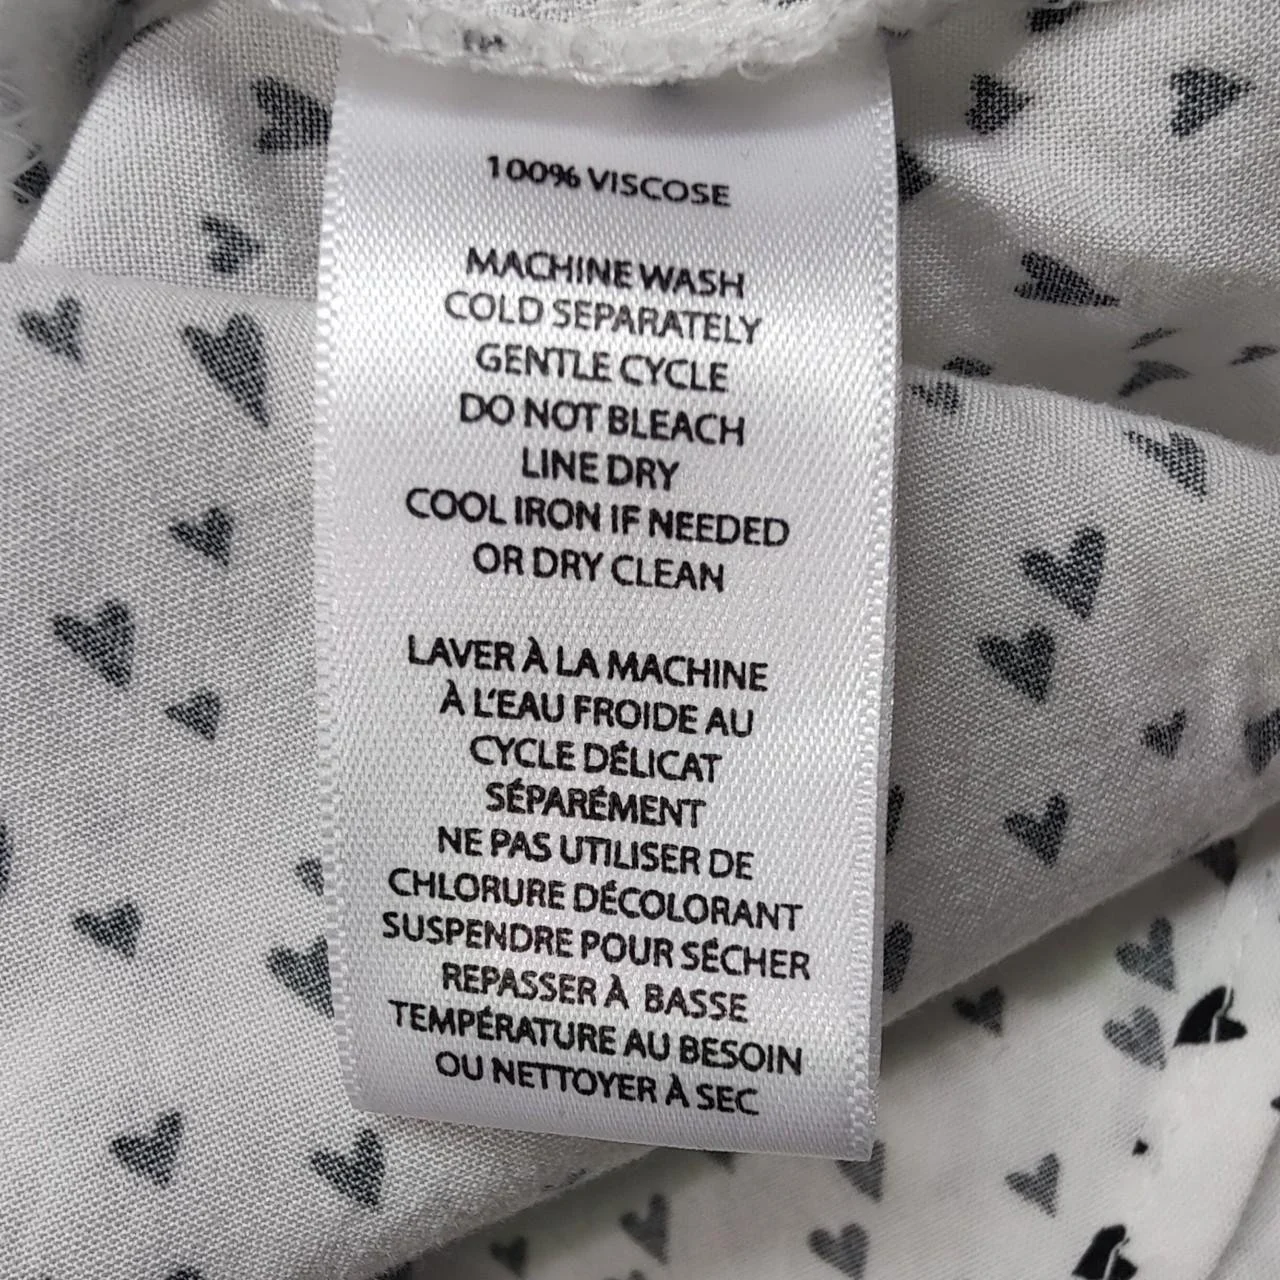 100% VISCOSE
MACHINE WASH
COLD SEPARATELY
GENTLE CYCLE
DO NOT BLEACH
LINE DRY
COOL IRON IF NEEDED
OR DRY CLEAN
LAVER À LA MACHINE
À L'EAU FROIDE AU
CYCLE DÉLICAT
SÉPARÉMENT
NE PAS UTILISER DE
CHLORURE DÉCOLORANT
SUSPENDRE POUR SÉCHER
REPASSER À BASSE
TEMPÉRATURE AU BESOIN
OU NETTOYER À SEC